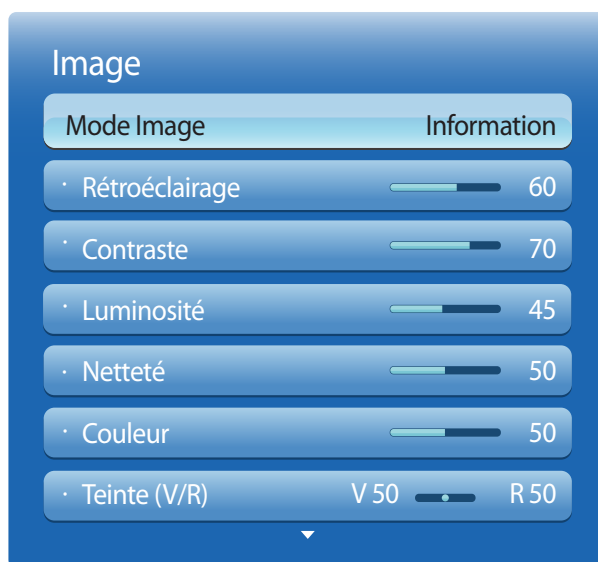 Image
Mode Image Information
· Rétroéclairage 60
· Contraste 70
· Luminosité 45
· Netteté 50
· Couleur 50
· Teinte (V/R) V 50 R 50